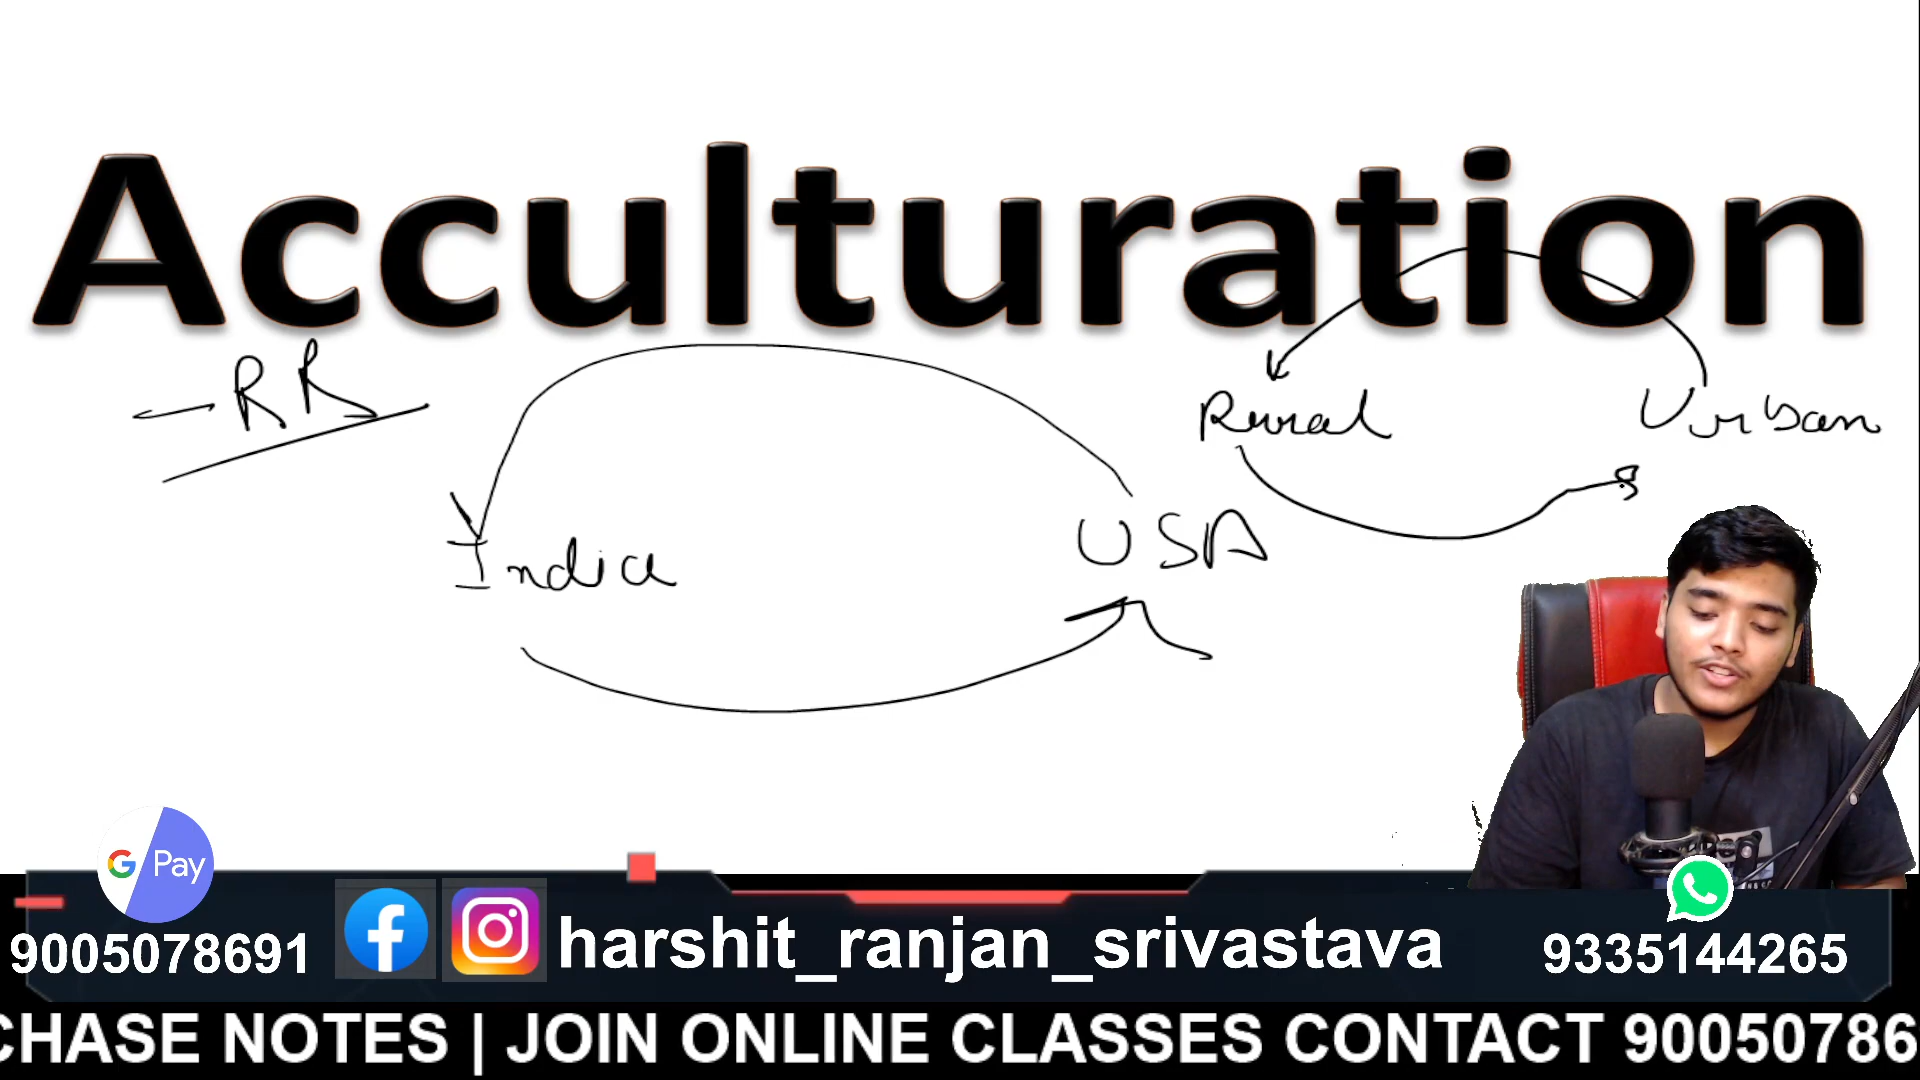 Acculturation
- RR
Rural Urban
India USA
G Pay
9005078691 harshit_ranjan_srivastava 9335144265
CHASE NOTES | JOIN ONLINE CLASSES CONTACT 90050786